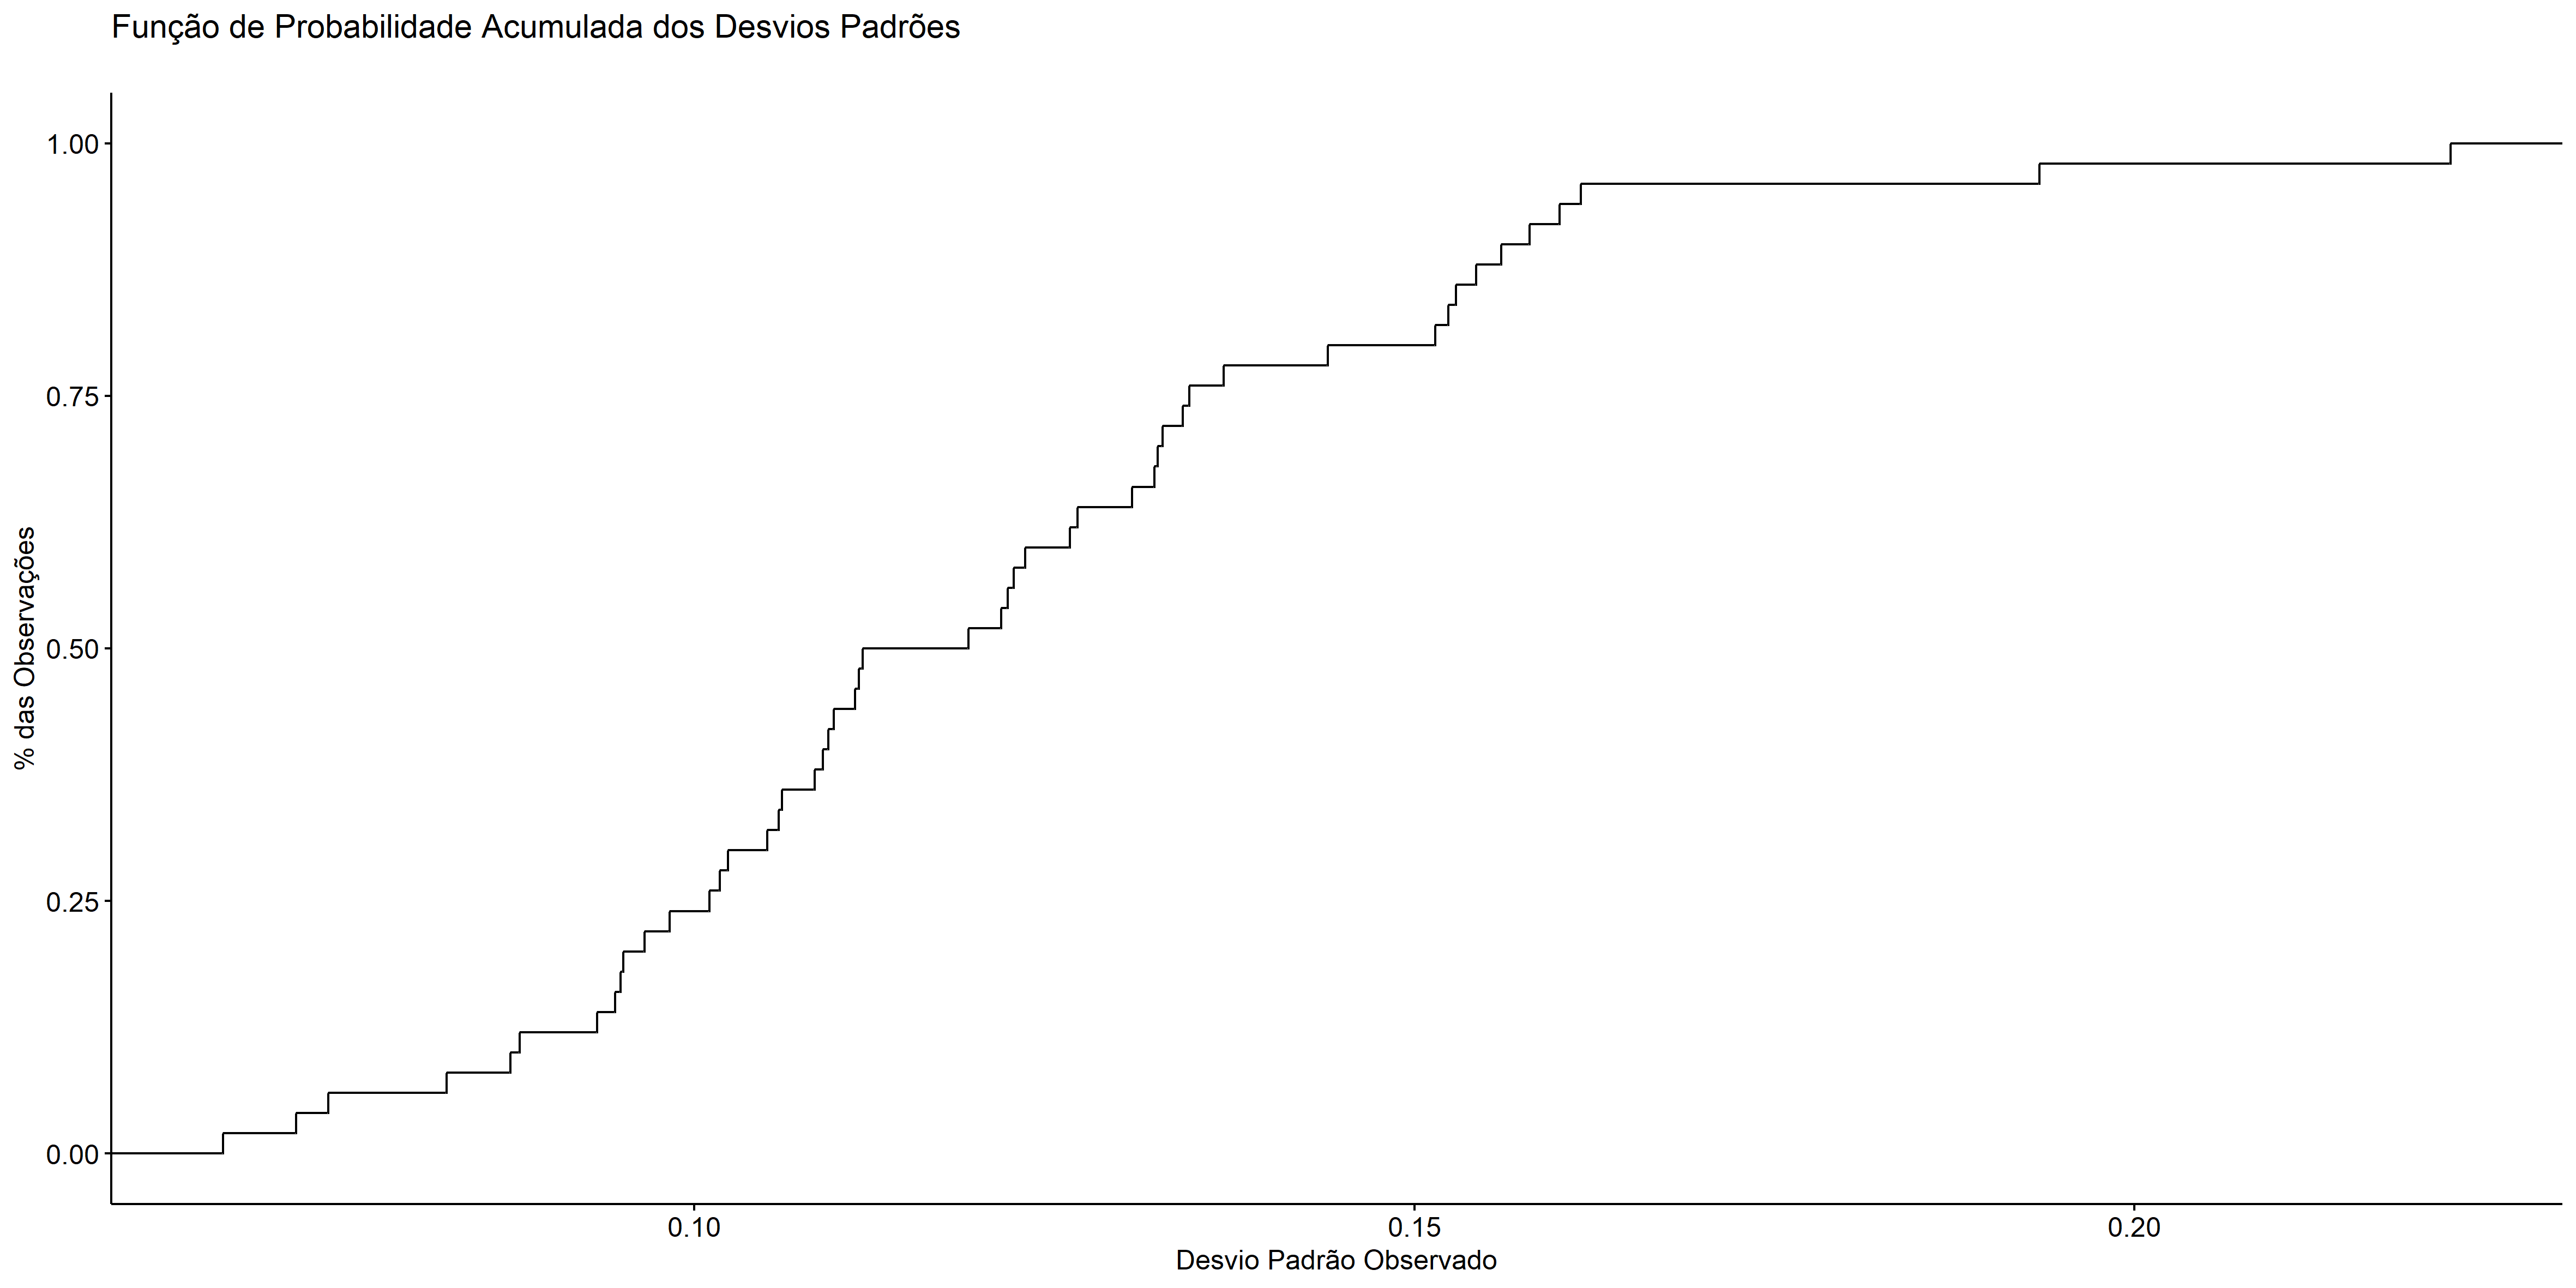 Função de Probabilidade Acumulada dos Desvios Padrões
1.00
0.75
0.50
0.25
0.00
% das Observações
0.10
0.15
0.20
Desvio Padrão Observado